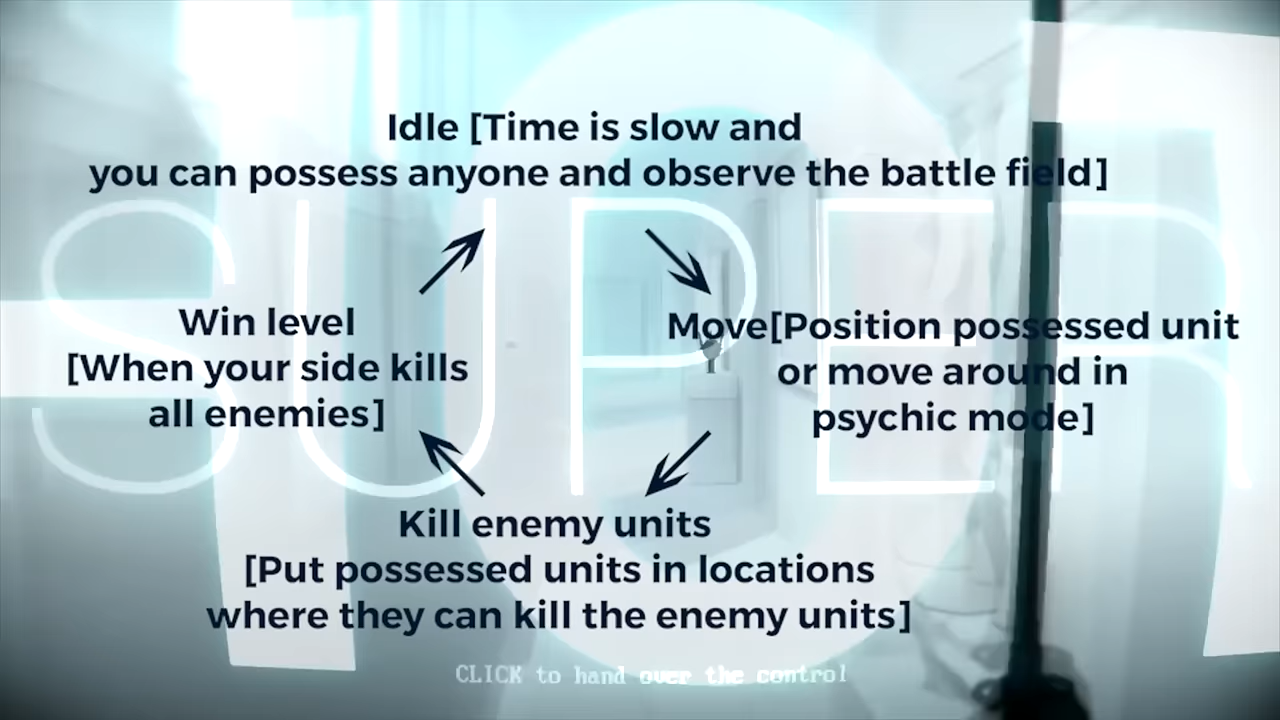 Idle [Time is slow and
you can possess anyone and observe the battle field]
Win level
[When your side kills
all enemies]
Move[Position possessed unit
or move around in
psychic mode]
Kill enemy units
[Put possessed units in locations
where they can kill the enemy units]
SUPER
HOT
CLICK to hand over the control